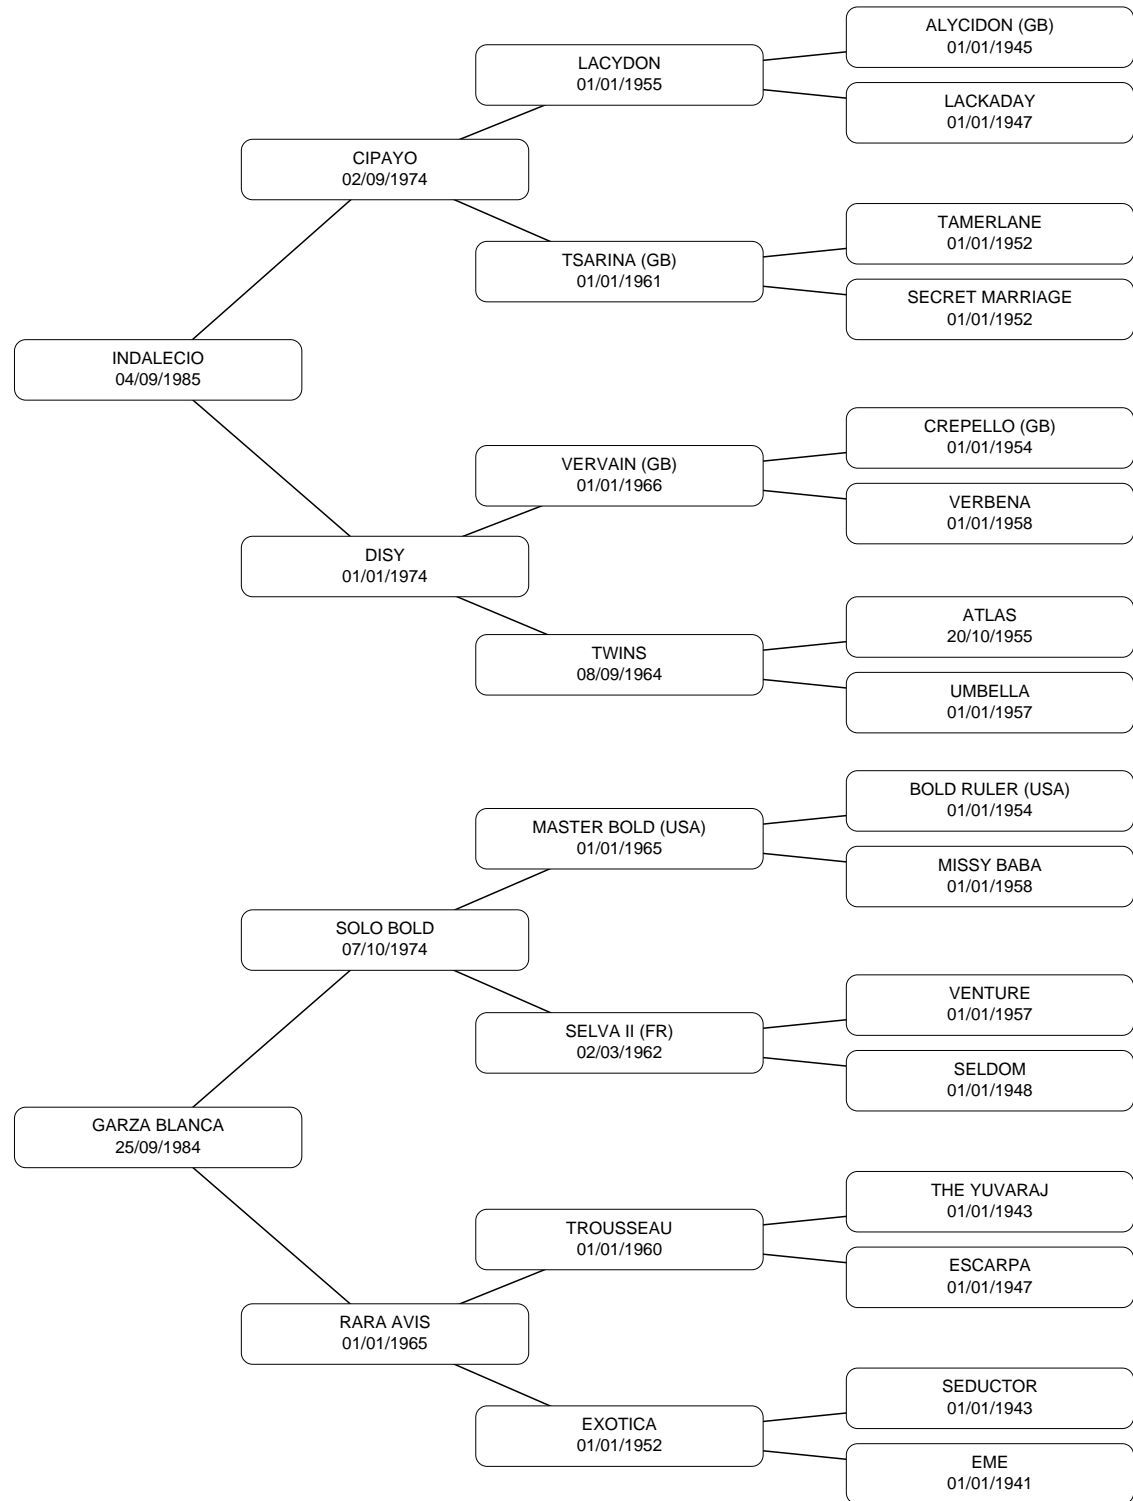 ALYCIDON (GB)
01/01/1945
LACYDON
01/01/1955
LACKADAY
01/01/1947
CIPAYO
02/09/1974
TAMERLANE
01/01/1952
TSARINA (GB)
01/01/1961
SECRET MARRIAGE
01/01/1952
INDALECIO
04/09/1985
CREPELLO (GB)
01/01/1954
VERVAIN (GB)
01/01/1966
VERBENA
01/01/1958
DISY
01/01/1974
ATLAS
20/10/1955
TWINS
08/09/1964
UMBELLA
01/01/1957
BOLD RULER (USA)
01/01/1954
MASTER BOLD (USA)
01/01/1965
MISSY BABA
01/01/1958
SOLO BOLD
07/10/1974
VENTURE
01/01/1957
SELVA II (FR)
02/03/1962
SELDOM
01/01/1948
GARZA BLANCA
25/09/1984
THE YUVARAJ
01/01/1943
TROUSSEAU
01/01/1960
ESCARPA
01/01/1947
RARA AVIS
01/01/1965
SEDUCTOR
01/01/1943
EXOTICA
01/01/1952
EME
01/01/1941